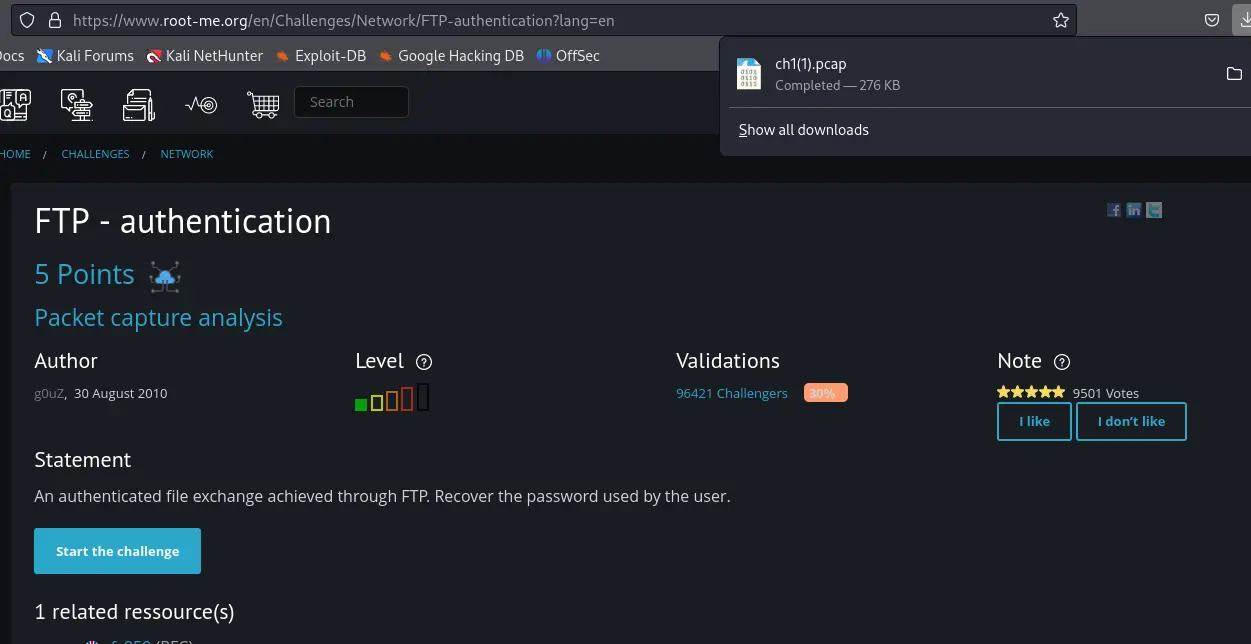 https://www.root-me.org/en/Challenges/Network/FTP-authentication?lang=en
ocs Kali Forums Kali NetHunter Exploit-DB Google Hacking DB OffSec
ch1(1).pcap
Completed — 276 KB
Show all downloads
Search
HOME / CHALLENGES / NETWORK
FTP - authentication
5 Points
Packet capture analysis
Author Level Validations Note
g0uZ, 30 August 2010 96421 Challengers 30% 9501 Votes
I like I don't like
Statement
An authenticated file exchange achieved through FTP. Recover the password used by the user.
Start the challenge
1 related ressource(s)